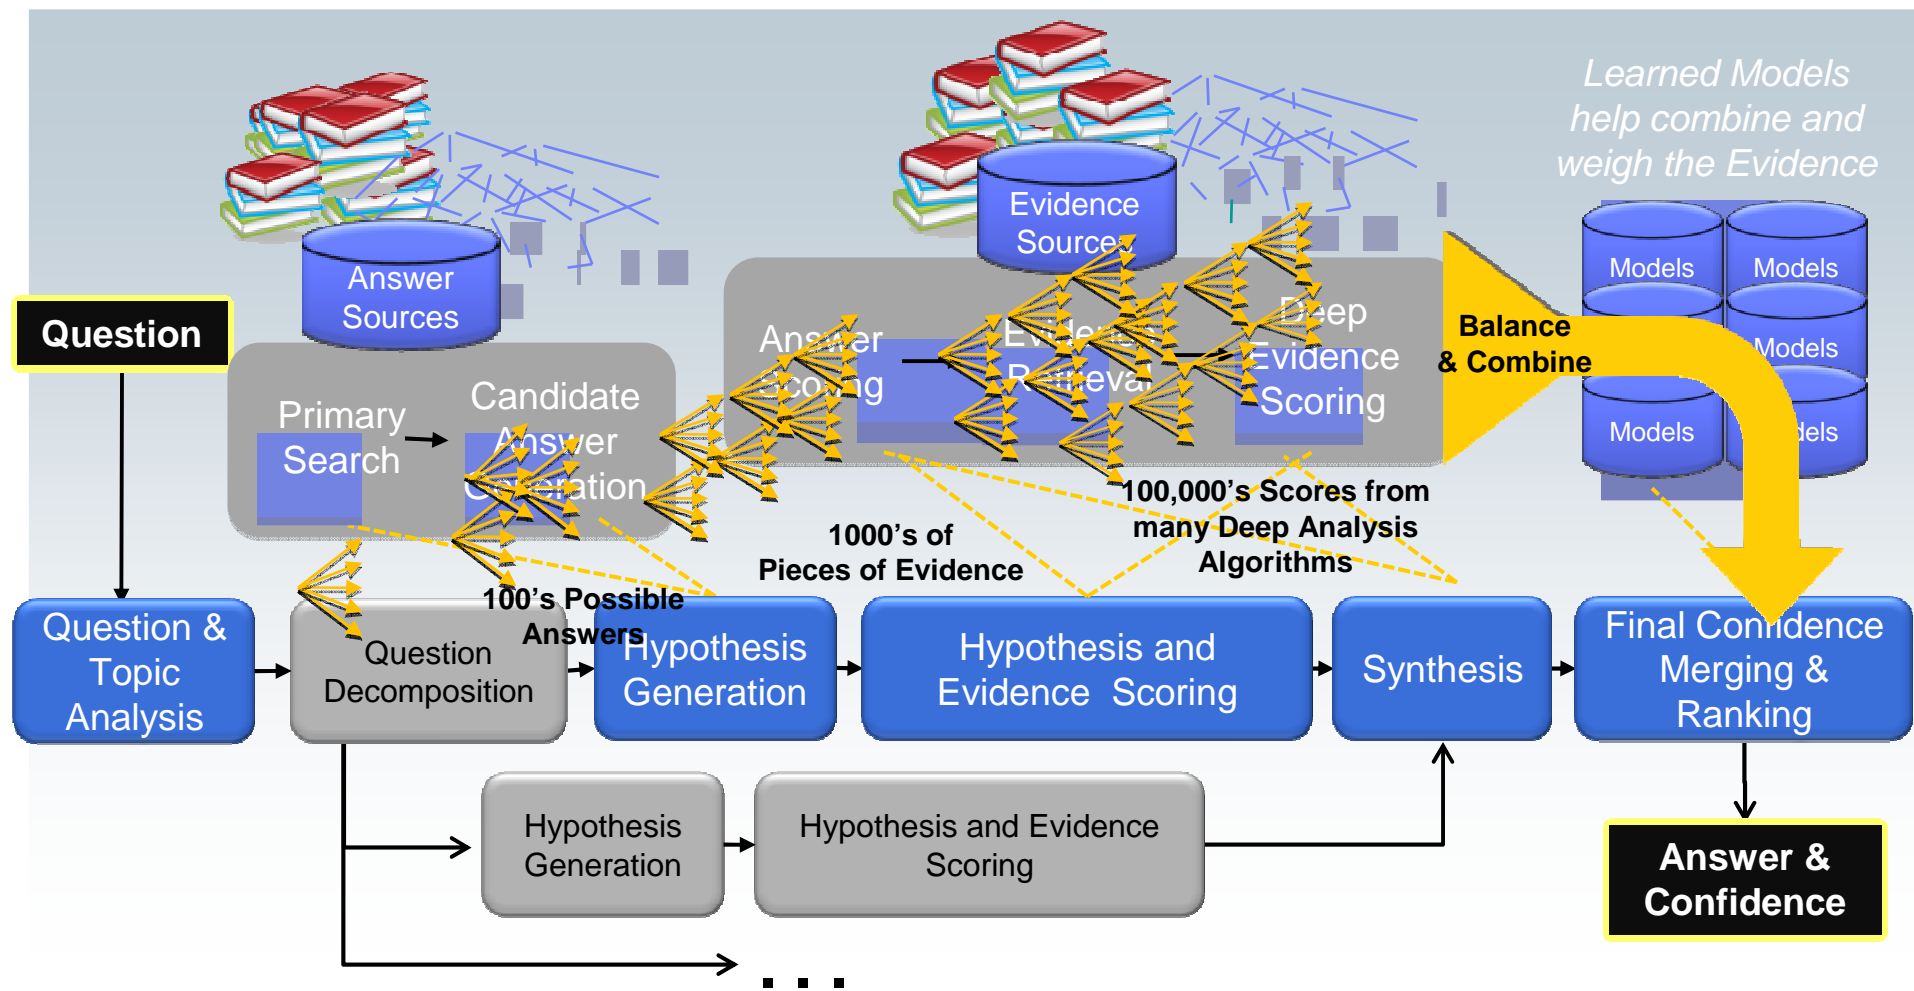 Learned Models
help combine and
weigh the Evidence
Evidence
Sources
Answer
Sources
Models
Models
Question
Balance
& Combine
Models
Answer
Scoring
Evidence
Retrieval
Deep
Evidence
Scoring
Primary
Search
Candidate
Answer
Generation
Models
Models
100,000's Scores from
many Deep Analysis
Algorithms
1000's of
Pieces of Evidence
100's Possible
Answers
Question &
Topic
Analysis
Question
Decomposition
Hypothesis
Generation
Hypothesis and
Evidence Scoring
Synthesis
Final Confidence
Merging &
Ranking
Hypothesis
Generation
Hypothesis and Evidence
Scoring
Answer &
Confidence
. . .